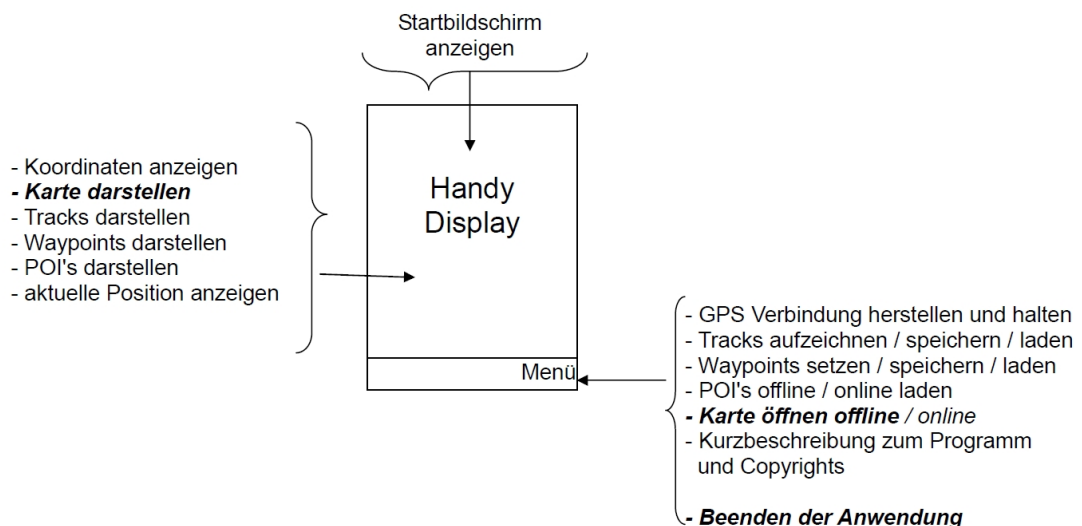 Startbildschirm
anzeigen
- Koordinaten anzeigen
- Karte darstellen
- Tracks darstellen
- Waypoints darstellen
- POI's darstellen
- aktuelle Position anzeigen
Handy
Display
Menü
- GPS Verbindung herstellen und halten
- Tracks aufzeichnen / speichern / laden
- Waypoints setzen / speichern / laden
- POI's offline / online laden
- Karte öffnen offline / online
- Kurzbeschreibung zum Programm
und Copyrights
- Beenden der Anwendung